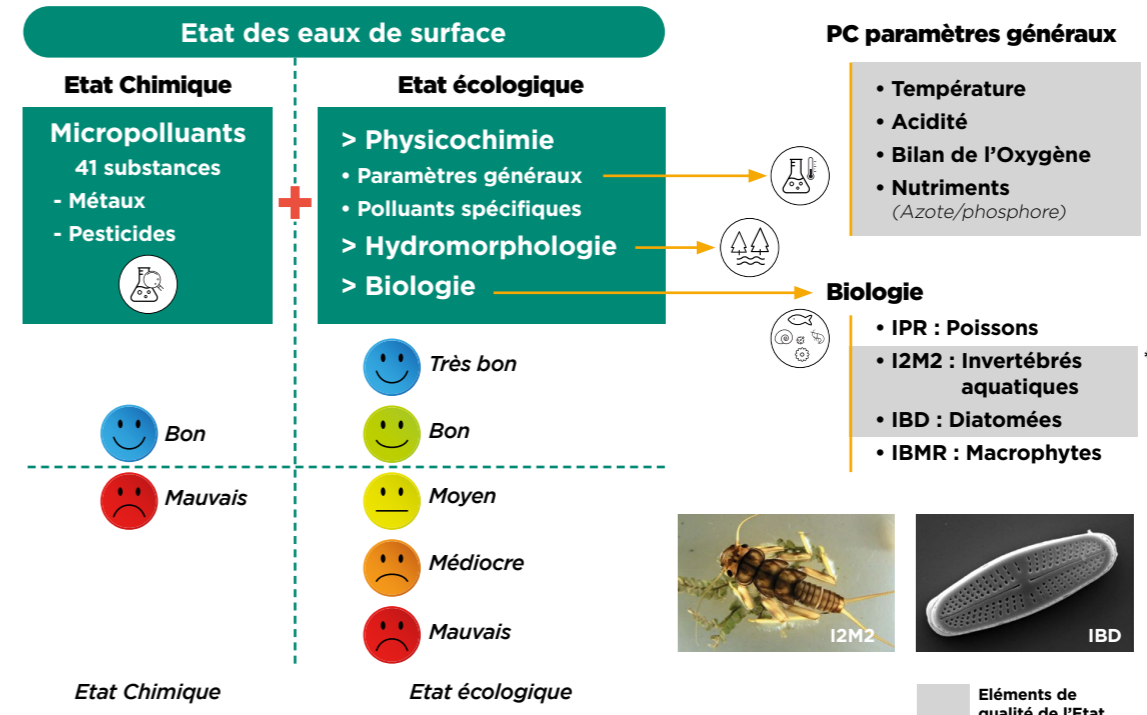 Etat des eaux de surface
Etat Chimique
Micropolluants
41 substances
- Métaux
- Pesticides
Etat écologique
> Physicochimie
• Paramètres généraux
• Polluants spécifiques
> Hydromorphologie
> Biologie
PC paramètres généraux
• Température
• Acidité
• Bilan de l'Oxygène
• Nutriments
(Azote/phosphore)
Biologie
• IPR : Poissons
• I2M2 : Invertébrés
aquatiques
*
• IBD : Diatomées
• IBMR : Macrophytes
Bon
Mauvais
Très bon
Bon
Moyen
Médiocre
Mauvais
Etat Chimique
Etat écologique
I2M2
IBD
Eléments de
qualité de l'Etat